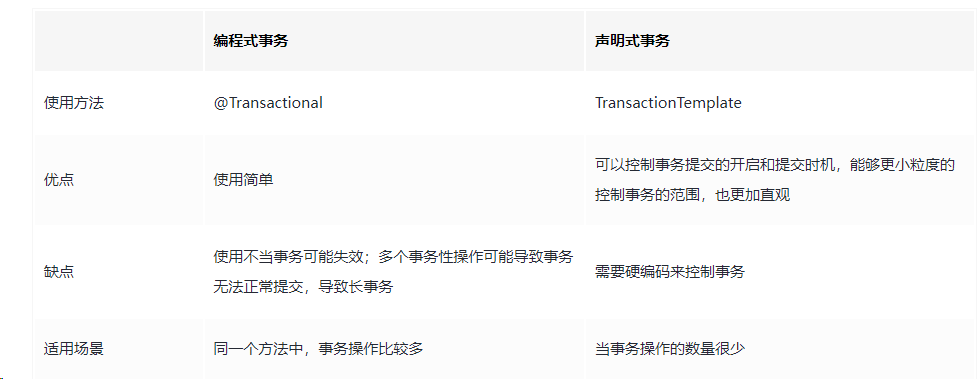 编程式事务 声明式事务
使用方法 @Transactional TransactionTemplate
优点 使用简单 可以控制事务提交的开启和提交时机，能够更小粒度的
控制事务的范围，也更加直观
缺点 使用不当事务可能失效；多个事务性操作可能导致事务
无法正常提交，导致长事务 需要硬编码来控制事务
适用场景 同一个方法中，事务操作比较多 当事务操作的数量很少